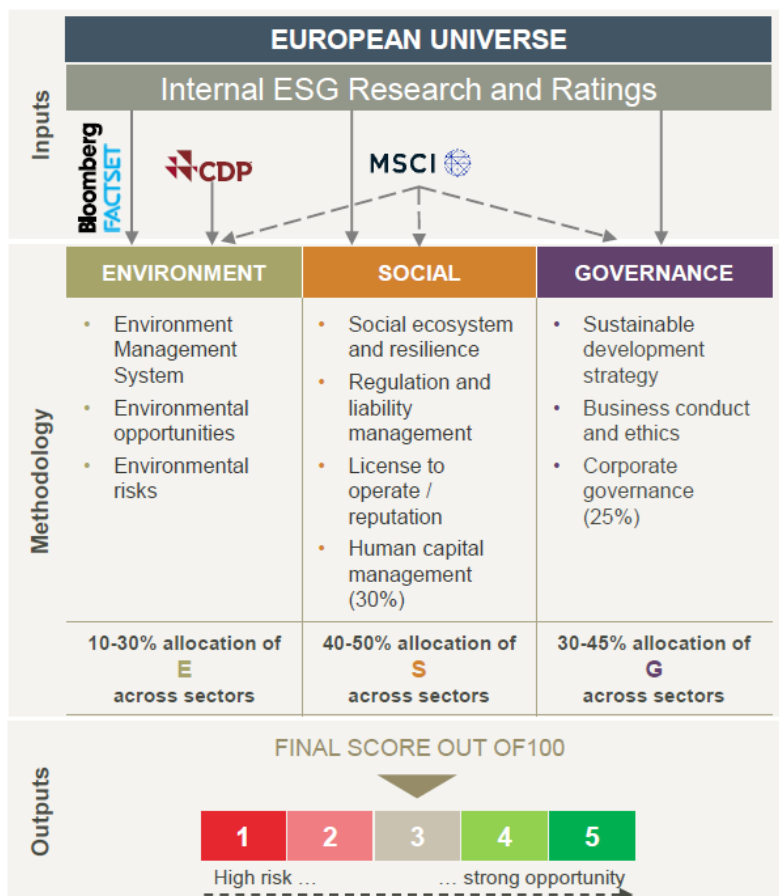 EUROPEAN UNIVERSE
Internal ESG Research and Ratings
Inputs
Bloomberg
FACTSET
CDP
MSCI
Methodology
ENVIRONMENT
• Environment
Management
System
• Environmental
opportunities
• Environmental
risks
10-30% allocation of
E
across sectors
SOCIAL
• Social ecosystem
and resilience
• Regulation and
liability
management
• License to
operate /
reputation
• Human capital
management
(30%)
40-50% allocation of
S
across sectors
GOVERNANCE
• Sustainable
development
strategy
• Business conduct
and ethics
• Corporate
governance
(25%)
30-45% allocation of
G
across sectors
Outputs
FINAL SCORE OUT OF100
1 2 3 4 5
High risk ... ... strong opportunity